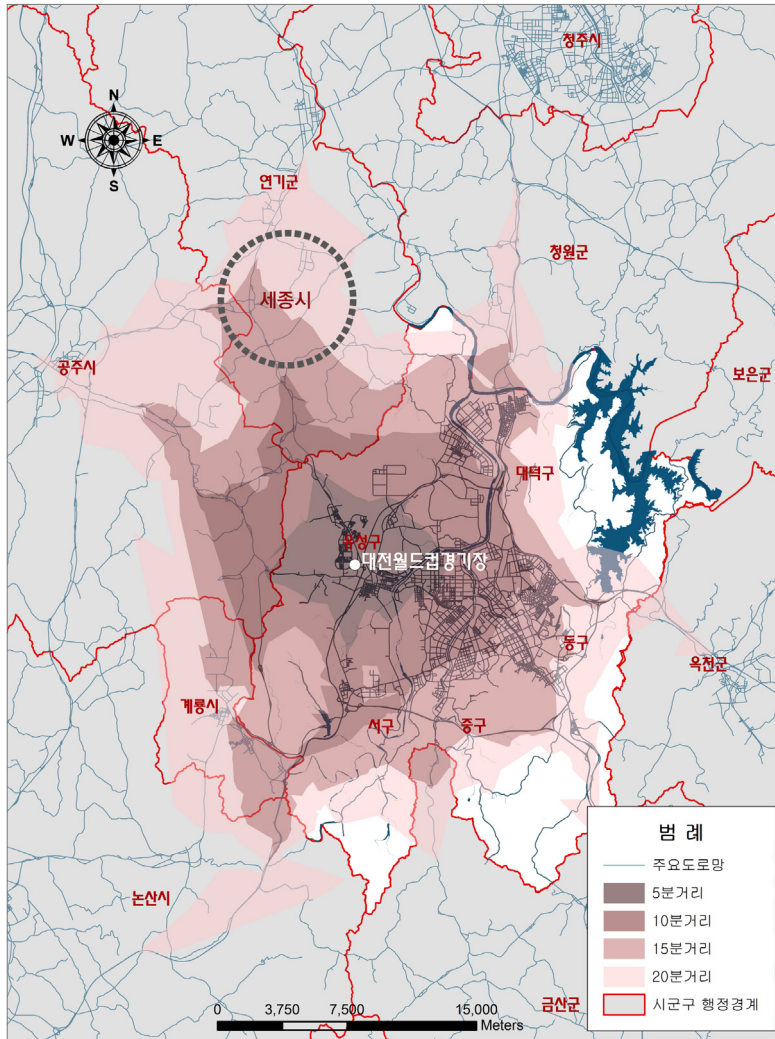 청주시
N
W
E
S
연기군
청원군
세종시
공주시
보은군
대덕구
유성구
대전월드컵경기장
동구
옥천군
계룡시
서구
중구
논산시
금산군
범 례
주요도로망
5분거리
10분거리
15분거리
20분거리
시군구 행정경계
0 3,750 7,500 15,000
Meters